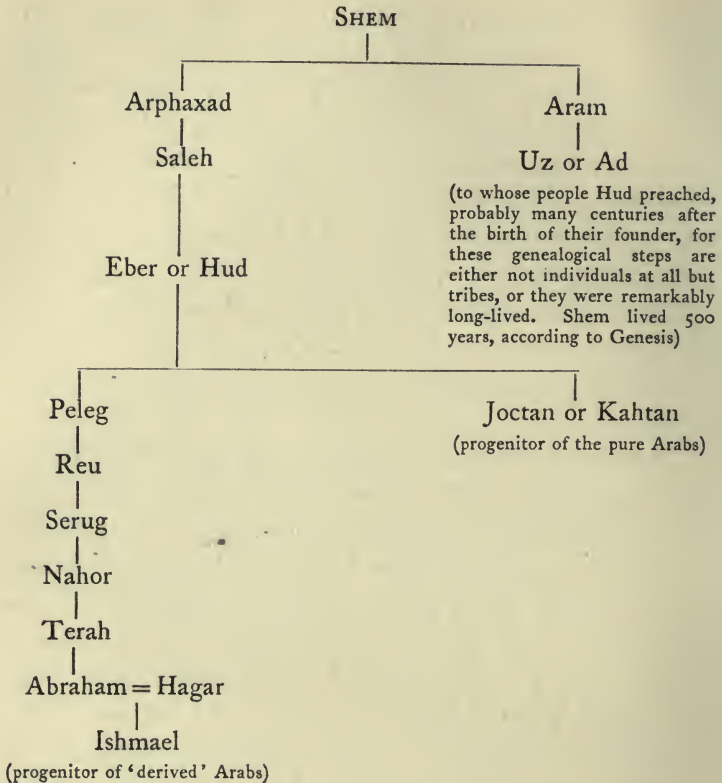 SHEM
Arphaxad Aram
Saleh Uz or Ad
(to whose people Hud preached,
probably many centuries after
the birth of their founder, for
these genealogical steps are
either not individuals at all but
tribes, or they were remarkably
long-lived. Shem lived 500
years, according to Genesis)
Eber or Hud
Peleg Joctan or Kahtan
(progenitor of the pure Arabs)
Reu
Serug
Nahor
Terah
Abraham = Hagar
Ishmael
(progenitor of ‘derived’ Arabs)